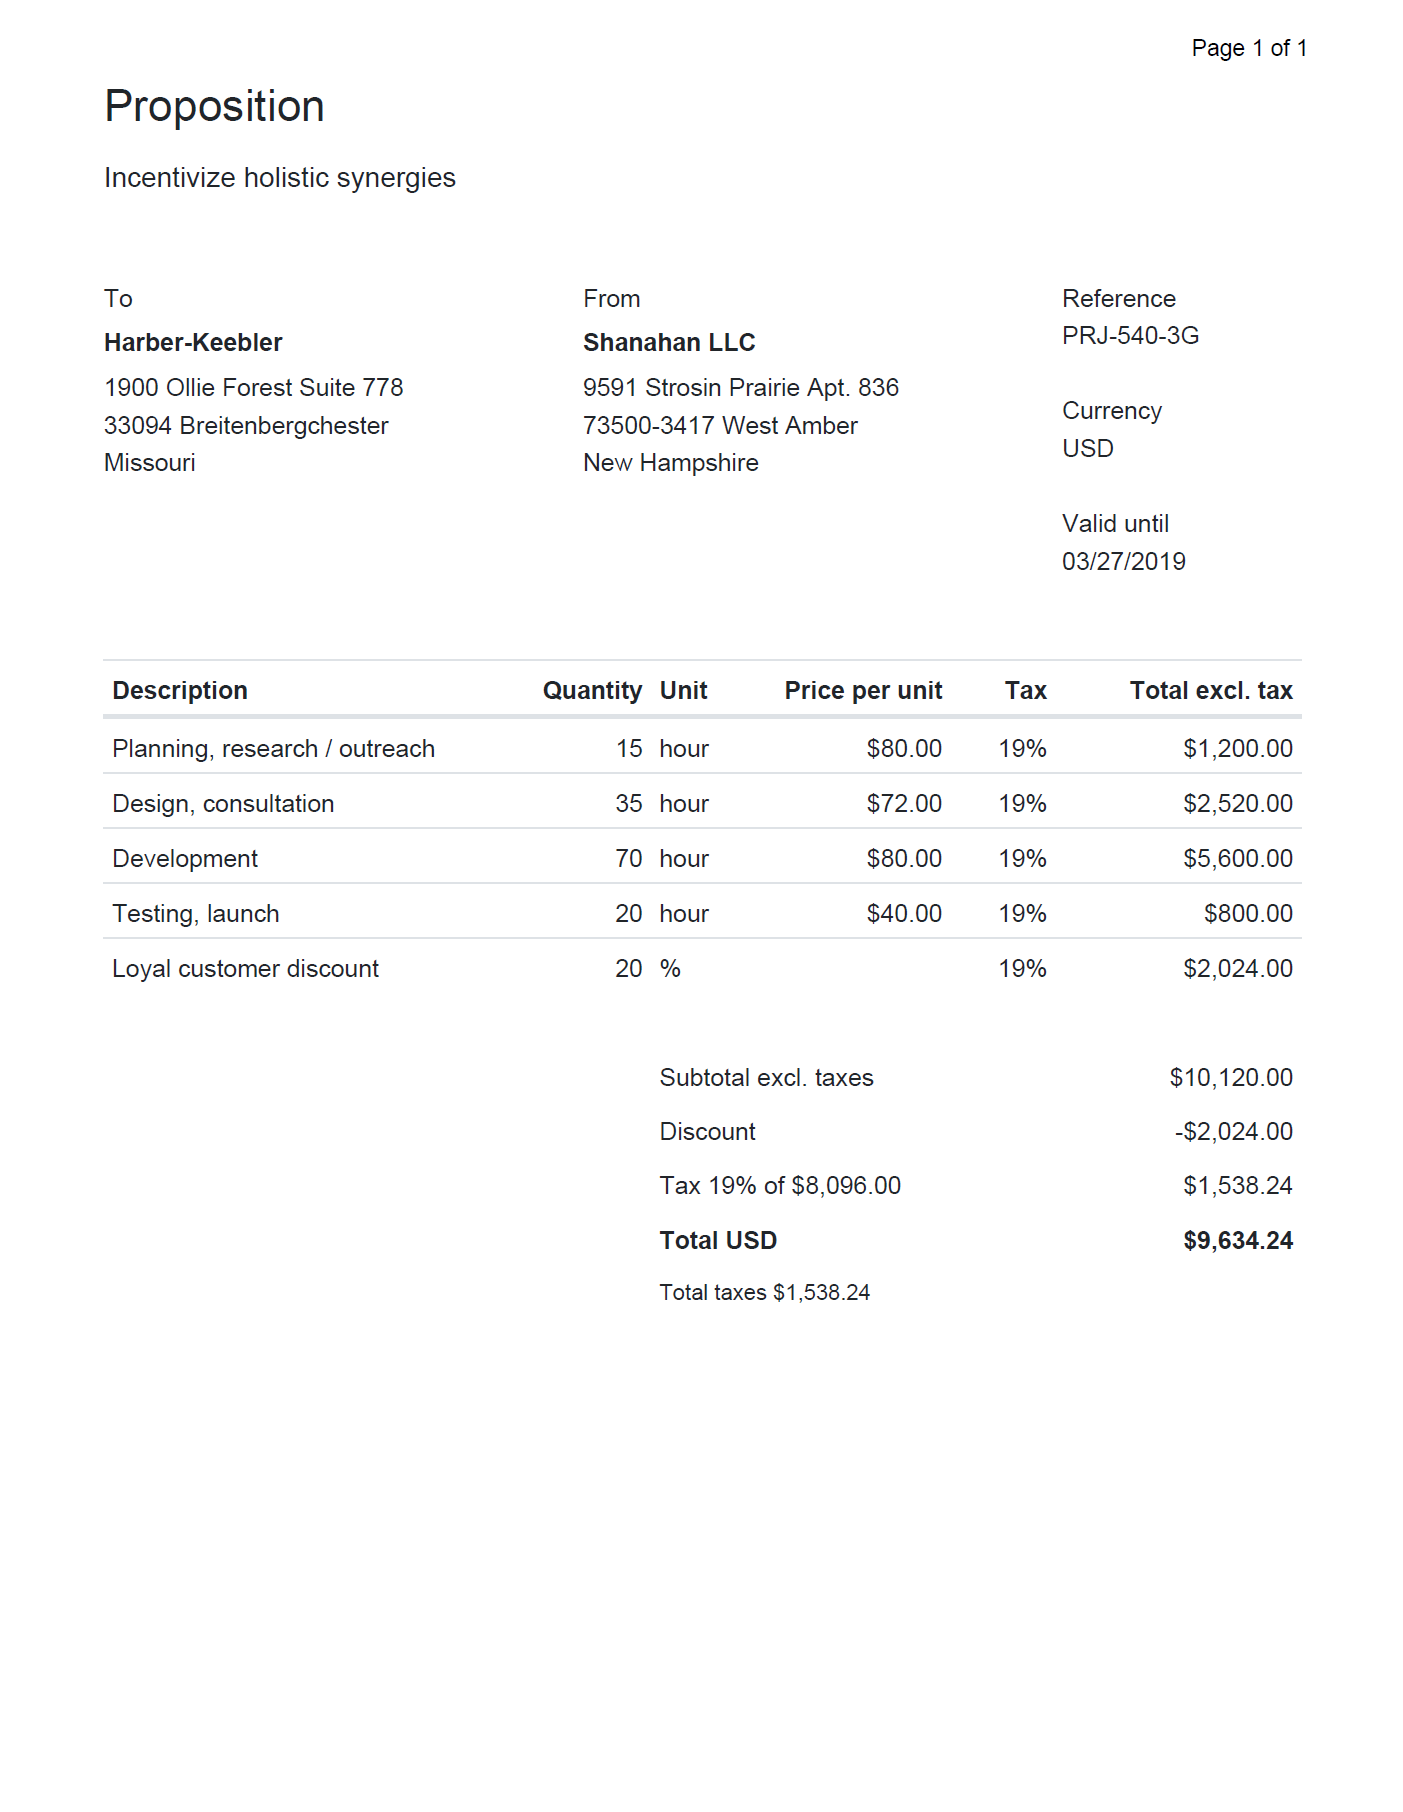 Page 1 of 1
Proposition
Incentivize holistic synergies
To
Harber-Keebler
1900 Ollie Forest Suite 778
33094 Breitenbergchester
Missouri
From
Shanahan LLC
9591 Strosin Prairie Apt. 836
73500-3417 West Amber
New Hampshire
Reference
PRJ-540-3G
Currency
USD
Valid until
03/27/2019
Description Quantity Unit Price per unit Tax Total excl. tax
Planning, research / outreach 15 hour $80.00 19% $1,200.00
Design, consultation 35 hour $72.00 19% $2,520.00
Development 70 hour $80.00 19% $5,600.00
Testing, launch 20 hour $40.00 19% $800.00
Loyal customer discount 20 % 19% $2,024.00
Subtotal excl. taxes $10,120.00
Discount -$2,024.00
Tax 19% of $8,096.00 $1,538.24
Total USD $9,634.24
Total taxes $1,538.24